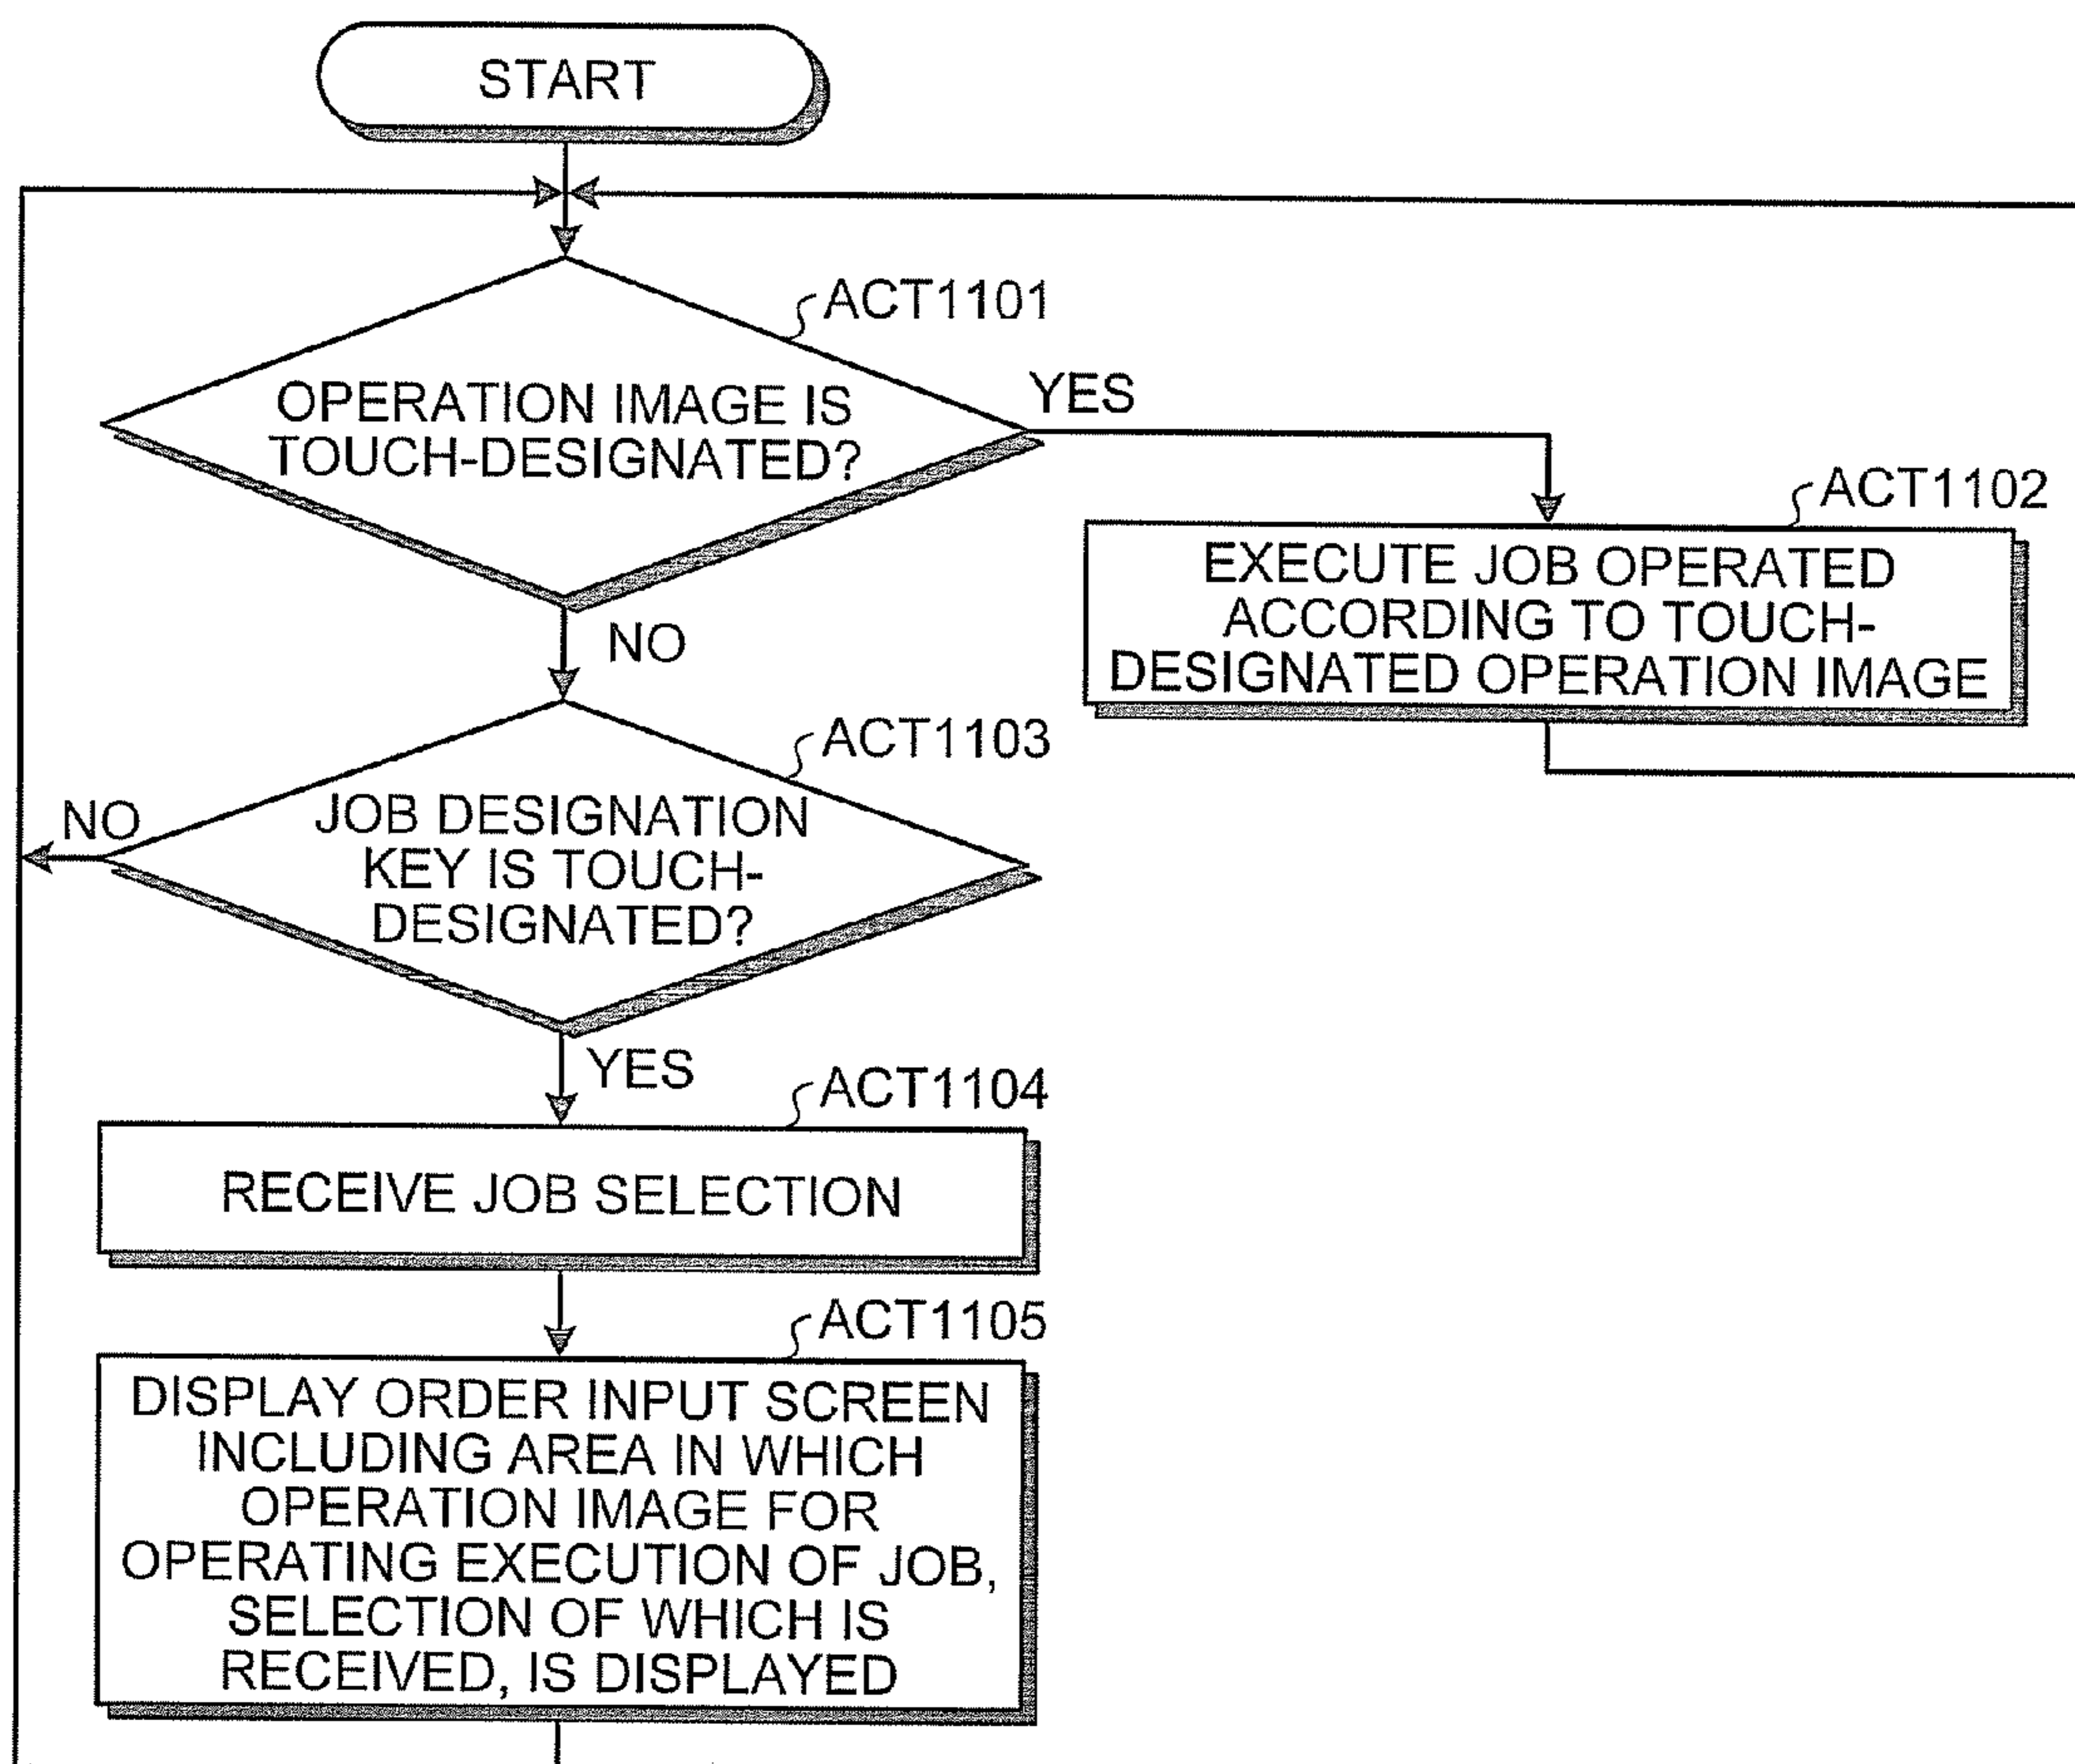 START
ACT1101
OPERATION IMAGE IS
TOUCH-DESIGNATED?
YES
ACT1102
EXECUTE JOB OPERATED
ACCORDING TO TOUCH-
DESIGNATED OPERATION IMAGE
NO
ACT1103
JOB DESIGNATION
KEY IS TOUCH-
DESIGNATED?
NO
YES
ACT1104
RECEIVE JOB SELECTION
ACT1105
DISPLAY ORDER INPUT SCREEN
INCLUDING AREA IN WHICH
OPERATION IMAGE FOR
OPERATING EXECUTION OF JOB,
SELECTION OF WHICH IS
RECEIVED, IS DISPLAYED